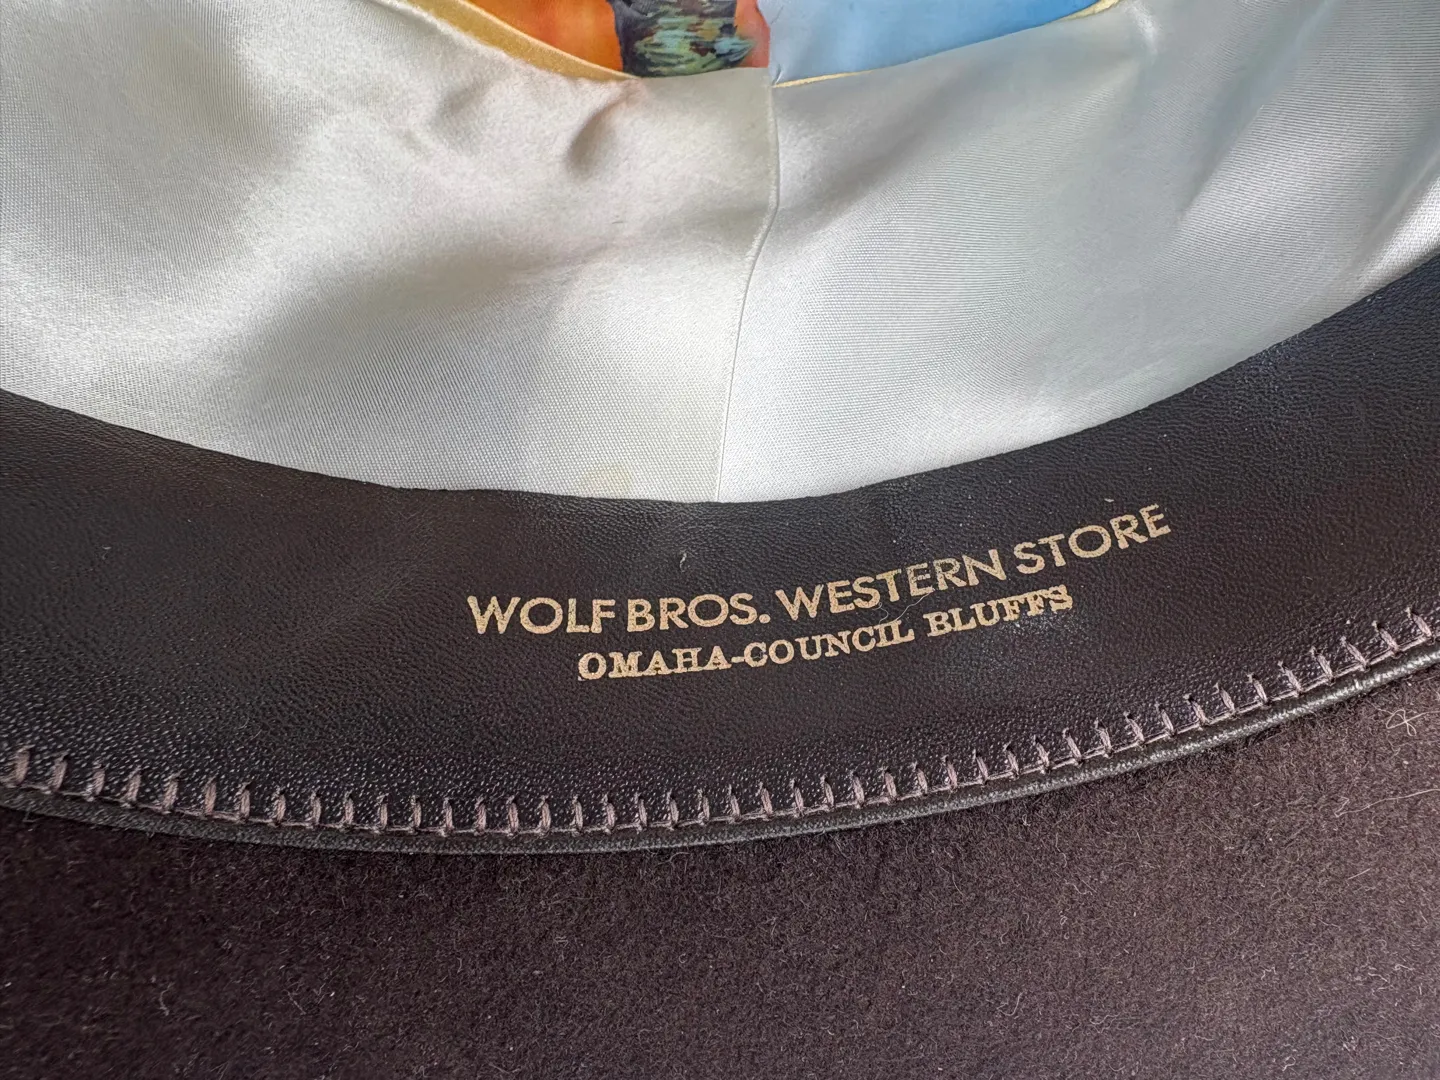 WOLF BROS. WESTERN STORE
OMAHA-COUNCIL BLUFFS